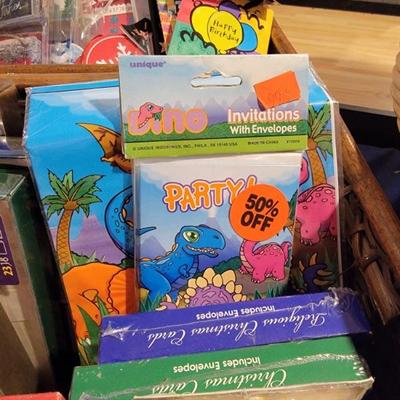 Happy
Birthday!
unique®
Dino
Invitations
With Envelopes
© UNIQUE INDUSTRIES, INC., PHILA., PA 19148 USA
MADE IN CHINA
PARTY!
50%
OFF
Religious Christmas Cards
Includes Envelopes
Includes Envelopes
Christmas Cards